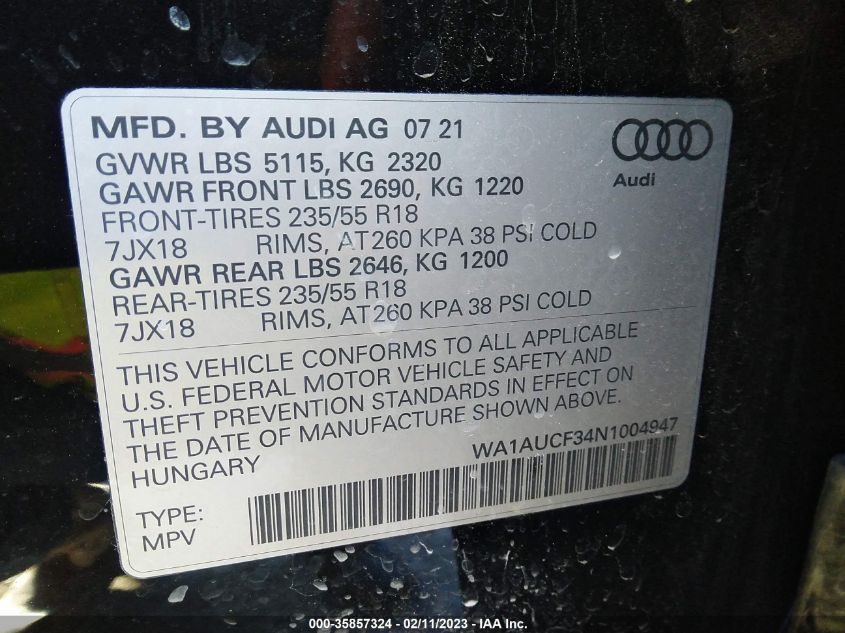 MFD. BY AUDI AG 07 21
GVWR LBS 5115, KG 2320
GAWR FRONT LBS 2690, KG 1220
FRONT-TIRES 235/55 R18
7JX18 RIMS, AT 260 KPA 38 PSI COLD
GAWR REAR LBS 2646, KG 1200
REAR-TIRES 235/55 R18
7JX18 RIMS, AT 260 KPA 38 PSI COLD
Audi
THIS VEHICLE CONFORMS TO ALL APPLICABLE
U.S. FEDERAL MOTOR VEHICLE SAFETY AND
THEFT PREVENTION STANDARDS IN EFFECT ON
THE DATE OF MANUFACTURE SHOWN ABOVE.
HUNGARY WA1AUCF34N1004947
TYPE:
MPV
000-35857324 - 02/11/2023 - IAA Inc.